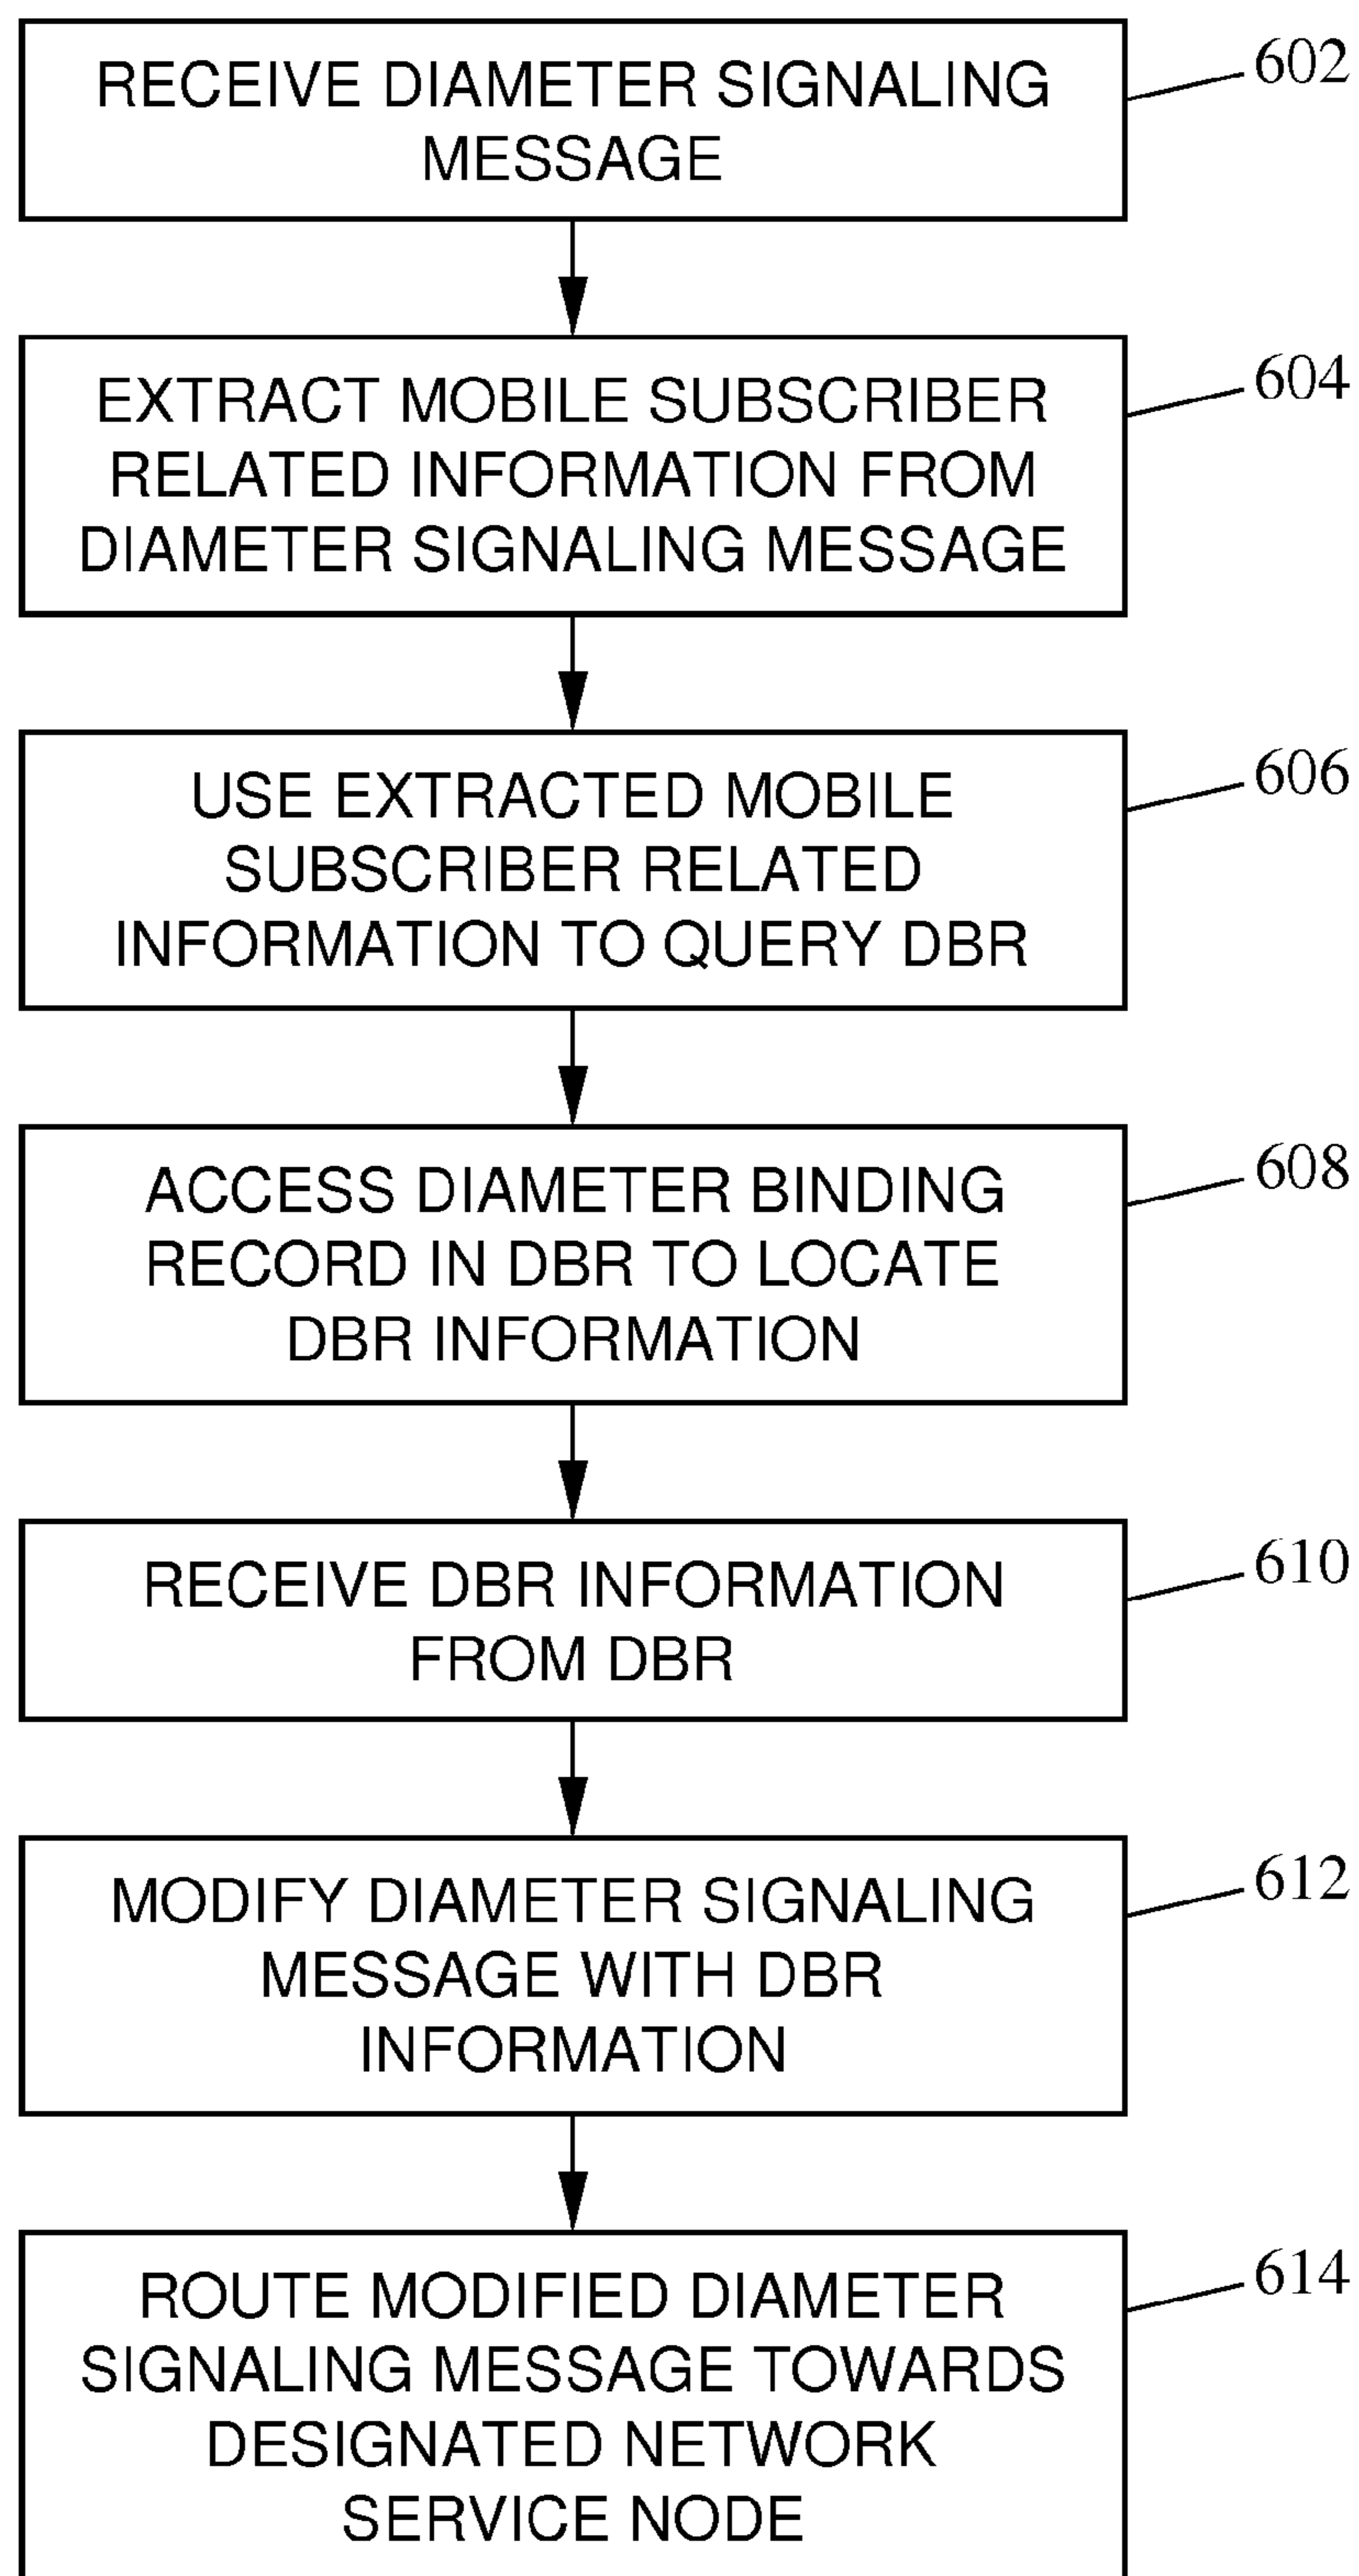 RECEIVE DIAMETER SIGNALING
MESSAGE
602
EXTRACT MOBILE SUBSCRIBER
RELATED INFORMATION FROM
DIAMETER SIGNALING MESSAGE
604
USE EXTRACTED MOBILE
SUBSCRIBER RELATED
INFORMATION TO QUERY DBR
606
ACCESS DIAMETER BINDING
RECORD IN DBR TO LOCATE
DBR INFORMATION
608
RECEIVE DBR INFORMATION
FROM DBR
610
MODIFY DIAMETER SIGNALING
MESSAGE WITH DBR
INFORMATION
612
ROUTE MODIFIED DIAMETER
SIGNALING MESSAGE TOWARDS
DESIGNATED NETWORK
SERVICE NODE
614